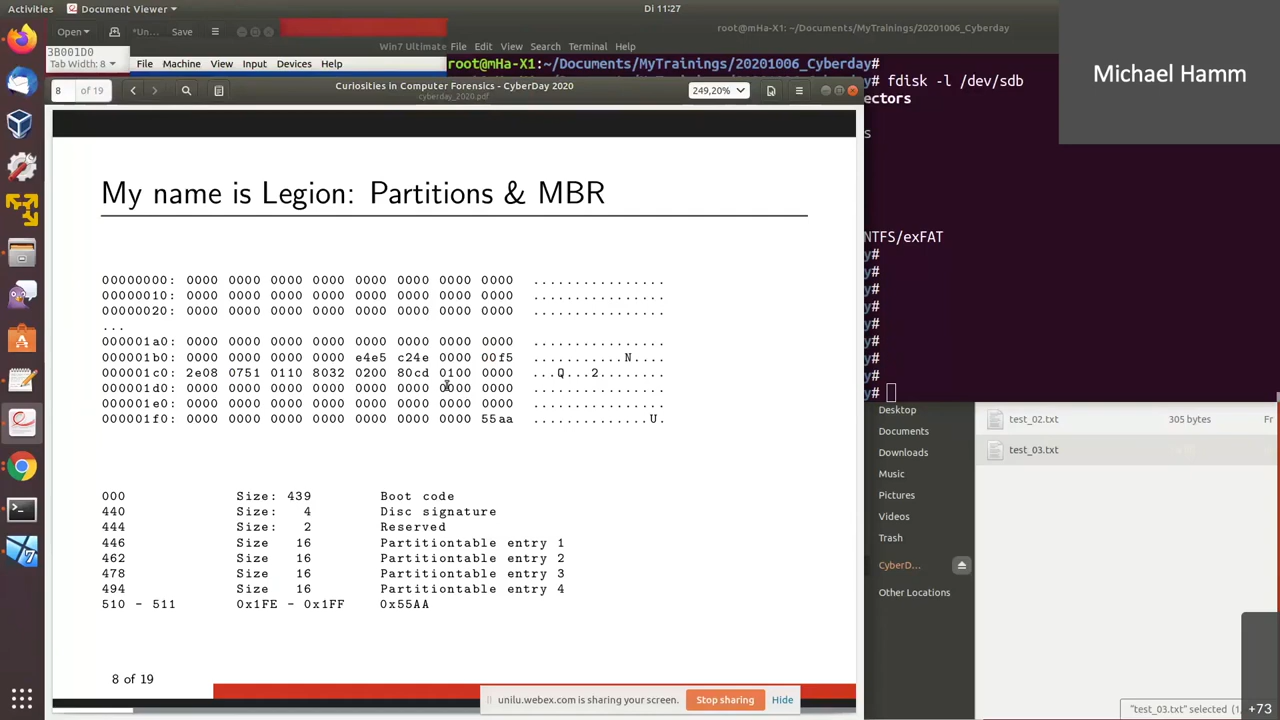 Activities
Document Viewer
Di 11:27
Open
*Un...
Save
Win7 Ultimate
File Edit View Search Terminal Help
root@mHa-X1: ~/Documents/MyTrainings/20201006_Cyberday
3B001D0
Tab Width: 8
File Machine View Input Devices Help
root@mHa-X1:~/Documents/MyTrainings/20201006_Cyberday#
y# fdisk -l /dev/sdb
ectors
s
NTFS/exFAT
y#
y#
y#
y#
y#
y#
y#
y#
y#
Michael Hamm
8 of 19
Curiosities in Computer Forensics - CyberDay 2020
cyberday_2020.pdf
249,20%
My name is Legion: Partitions & MBR
00000000: 0000 0000 0000 0000 0000 0000 0000 0000 ................
00000010: 0000 0000 0000 0000 0000 0000 0000 0000 ................
00000020: 0000 0000 0000 0000 0000 0000 0000 0000 ................
...
000001a0: 0000 0000 0000 0000 0000 0000 0000 0000 ................
000001b0: 0000 0000 0000 0000 e4e5 c24e 0000 00f5 ...........N....
000001c0: 2e08 0751 0110 8032 0200 80cd 0100 0000 ...Q...2........
000001d0: 0000 0000 0000 0000 0000 0000 0000 0000 ................
000001e0: 0000 0000 0000 0000 0000 0000 0000 0000 ................
000001f0: 0000 0000 0000 0000 0000 0000 0000 55aa ..............U.
000 Size: 439 Boot code
440 Size: 4 Disc signature
444 Size: 2 Reserved
446 Size 16 Partitiontable entry 1
462 Size 16 Partitiontable entry 2
478 Size 16 Partitiontable entry 3
494 Size 16 Partitiontable entry 4
510 - 511 0x1FE - 0x1FF 0x55AA
8 of 19
unilu.webex.com is sharing your screen.
Stop sharing
Hide
Desktop
Documents
Downloads
Music
Pictures
Videos
Trash
CyberD...
Other Locations
test_02.txt 305 bytes Fr
test_03.txt
"test_03.txt" selected (1
+73